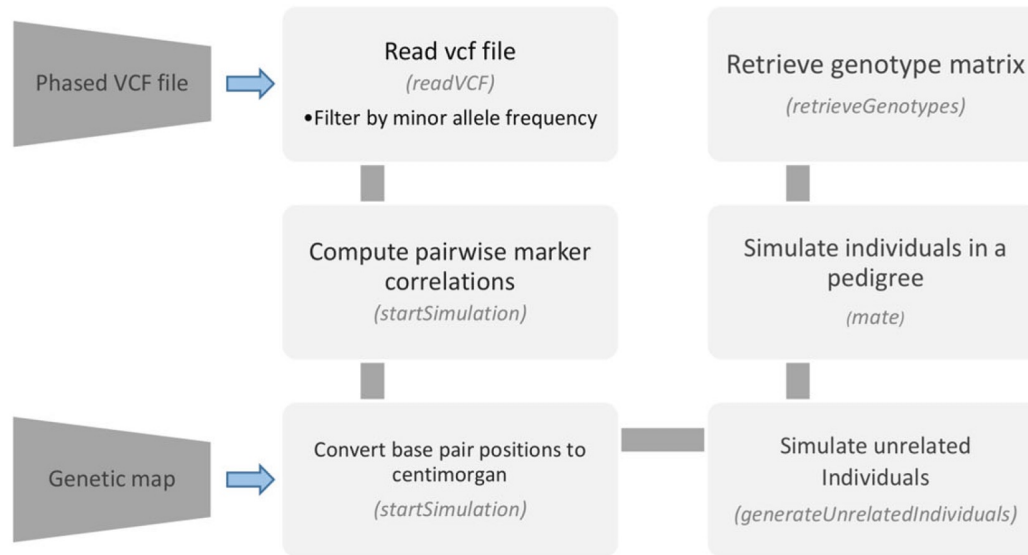 Phased VCF file
Read vcf file
(readVCF)
•Filter by minor allele frequency
Compute pairwise marker
correlations
(startSimulation)
Genetic map
Convert base pair positions to
centimorgan
(startSimulation)
Simulate unrelated
Individuals
(generateUnrelatedIndividuals)
Simulate individuals in a
pedigree
(mate)
Retrieve genotype matrix
(retrieveGenotypes)